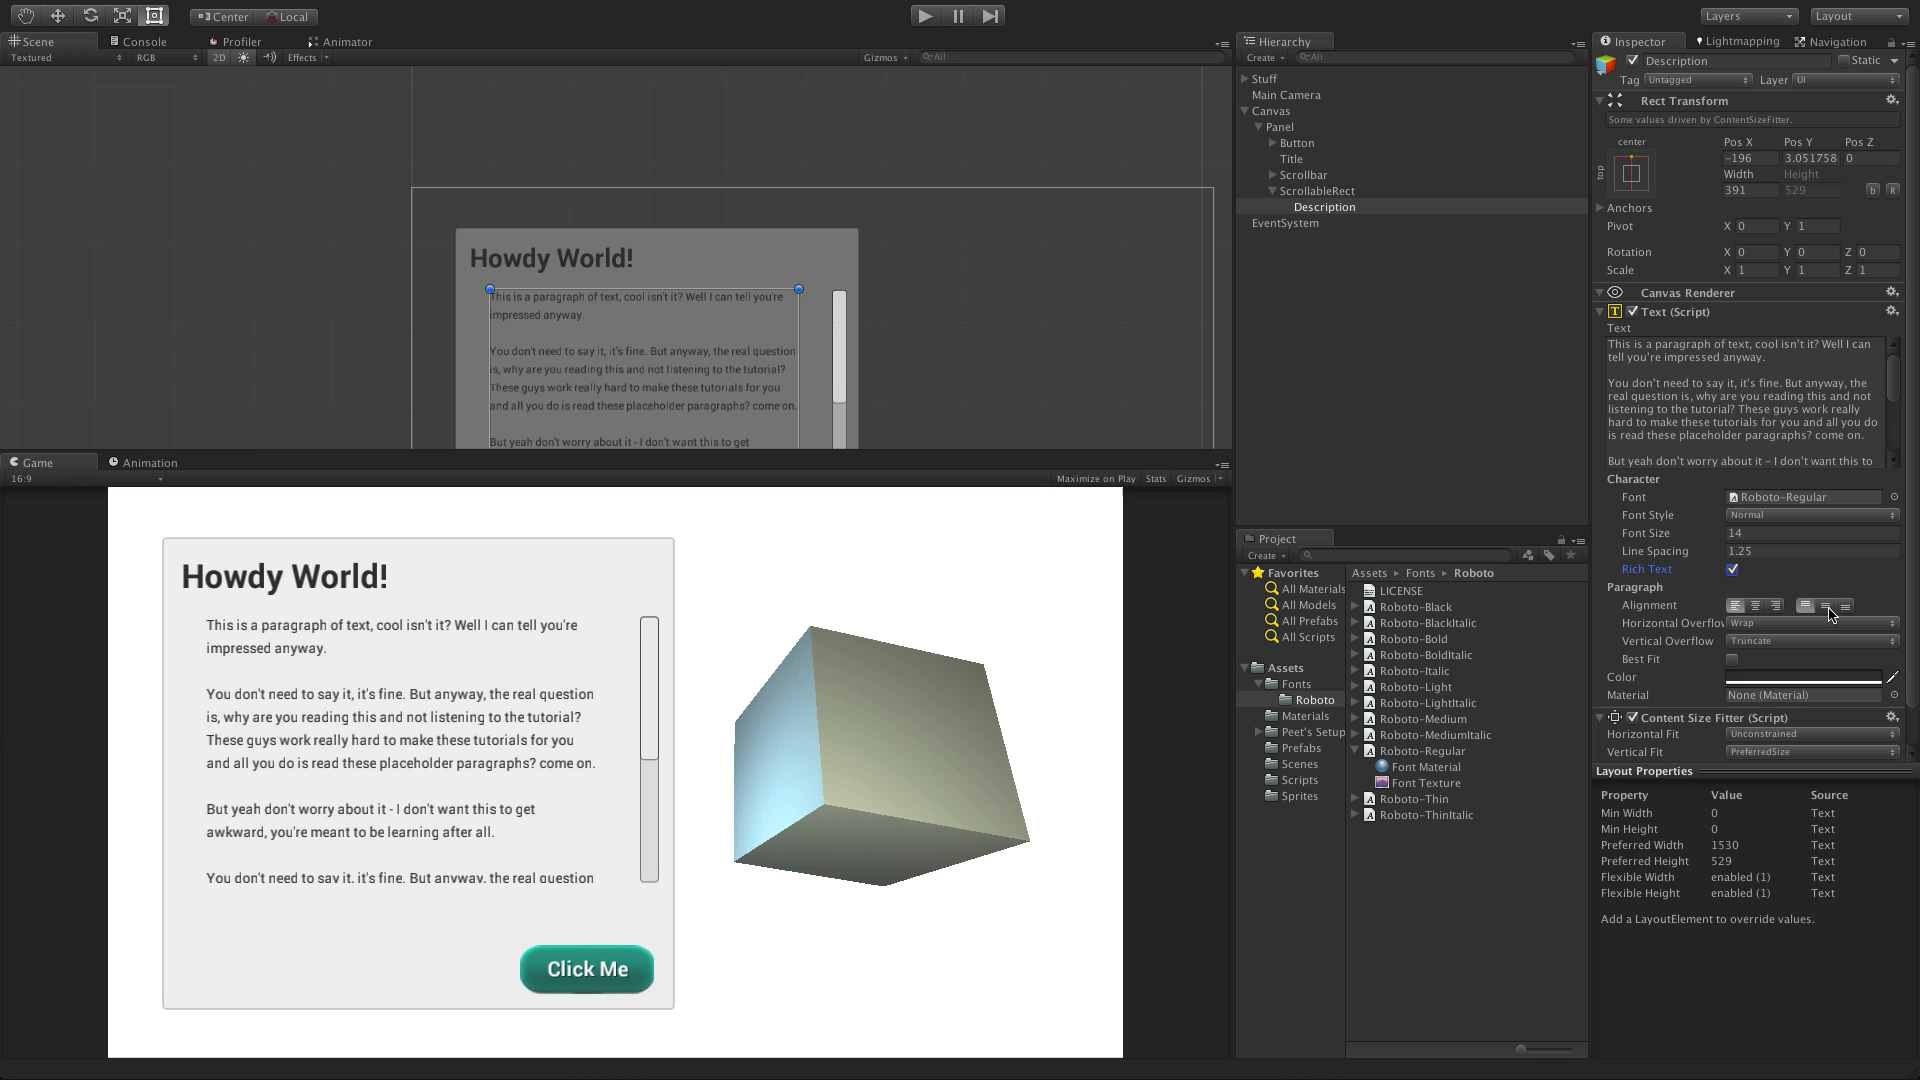 Center Local
Layers Layout
Scene Console Profiler Animator
Textured RGB 2D Effects Gizmos All
This is a paragraph of text, cool isn't it? Well I can tell you're
impressed anyway.
Howdy World!
You don't need to say it, it's fine. But anyway, the real question
is, why are you reading this and not listening to the tutorial?
These guys work really hard to make these tutorials for you
and all you do is read these placeholder paragraphs? come on.
But yeah don't worry about it - I don't want this to get
Game Animation
16:9 Maximize on Play Stats Gizmos
Howdy World!
This is a paragraph of text, cool isn't it? Well I can tell you're
impressed anyway.
You don't need to say it, it's fine. But anyway, the real question
is, why are you reading this and not listening to the tutorial?
These guys work really hard to make these tutorials for you
and all you do is read these placeholder paragraphs? come on.
But yeah don't worry about it - I don't want this to get
awkward, you're meant to be learning after all.
You don't need to say it, it's fine. But anyway, the real question
Click Me
Hierarchy
Create All
Stuff
Main Camera
Canvas
Panel
Button
Title
Scrollbar
ScrollableRect
Description
EventSystem
Project
Create
Favorites
All Materials
All Models
All Prefabs
All Scripts
Assets
Fonts
Roboto
Materials
Peet's Setup
Prefabs
Scenes
Scripts
Sprites
Assets Fonts Roboto
LICENSE
Roboto-Black
Roboto-BlackItalic
Roboto-Bold
Roboto-BoldItalic
Roboto-Italic
Roboto-Light
Roboto-LightItalic
Roboto-Medium
Roboto-MediumItalic
Roboto-Regular
Font Material
Font Texture
Roboto-Thin
Roboto-ThinItalic
Inspector Lightmapping Navigation
Description Static
Tag Untagged Layer UI
Rect Transform
Some values driven by ContentSizeFitter.
center Pos X Pos Y Pos Z
top -196 3.051758 0
Width Height
391 529 b R
Anchors
Pivot X 0 Y 1
Rotation X 0 Y 0 Z 0
Scale X 1 Y 1 Z 1
Canvas Renderer
Text (Script)
Text
This is a paragraph of text, cool isn't it? Well I can
tell you're impressed anyway.
You don't need to say it, it's fine. But anyway, the
real question is, why are you reading this and not
listening to the tutorial? These guys work really
hard to make these tutorials for you and all you do
is read these placeholder paragraphs? come on.
But yeah don't worry about it - I don't want this to
Character
Font Roboto-Regular
Font Style Normal
Font Size 14
Line Spacing 1.25
Rich Text
Paragraph
Alignment
Horizontal Overflow Wrap
Vertical Overflow Truncate
Best Fit
Color
Material None (Material)
Content Size Fitter (Script)
Horizontal Fit Unconstrained
Vertical Fit PreferredSize
Layout Properties
Property Value Source
Min Width 0 Text
Min Height 0 Text
Preferred Width 1530 Text
Preferred Height 529 Text
Flexible Width enabled (1) Text
Flexible Height enabled (1) Text
Add a LayoutElement to override values.